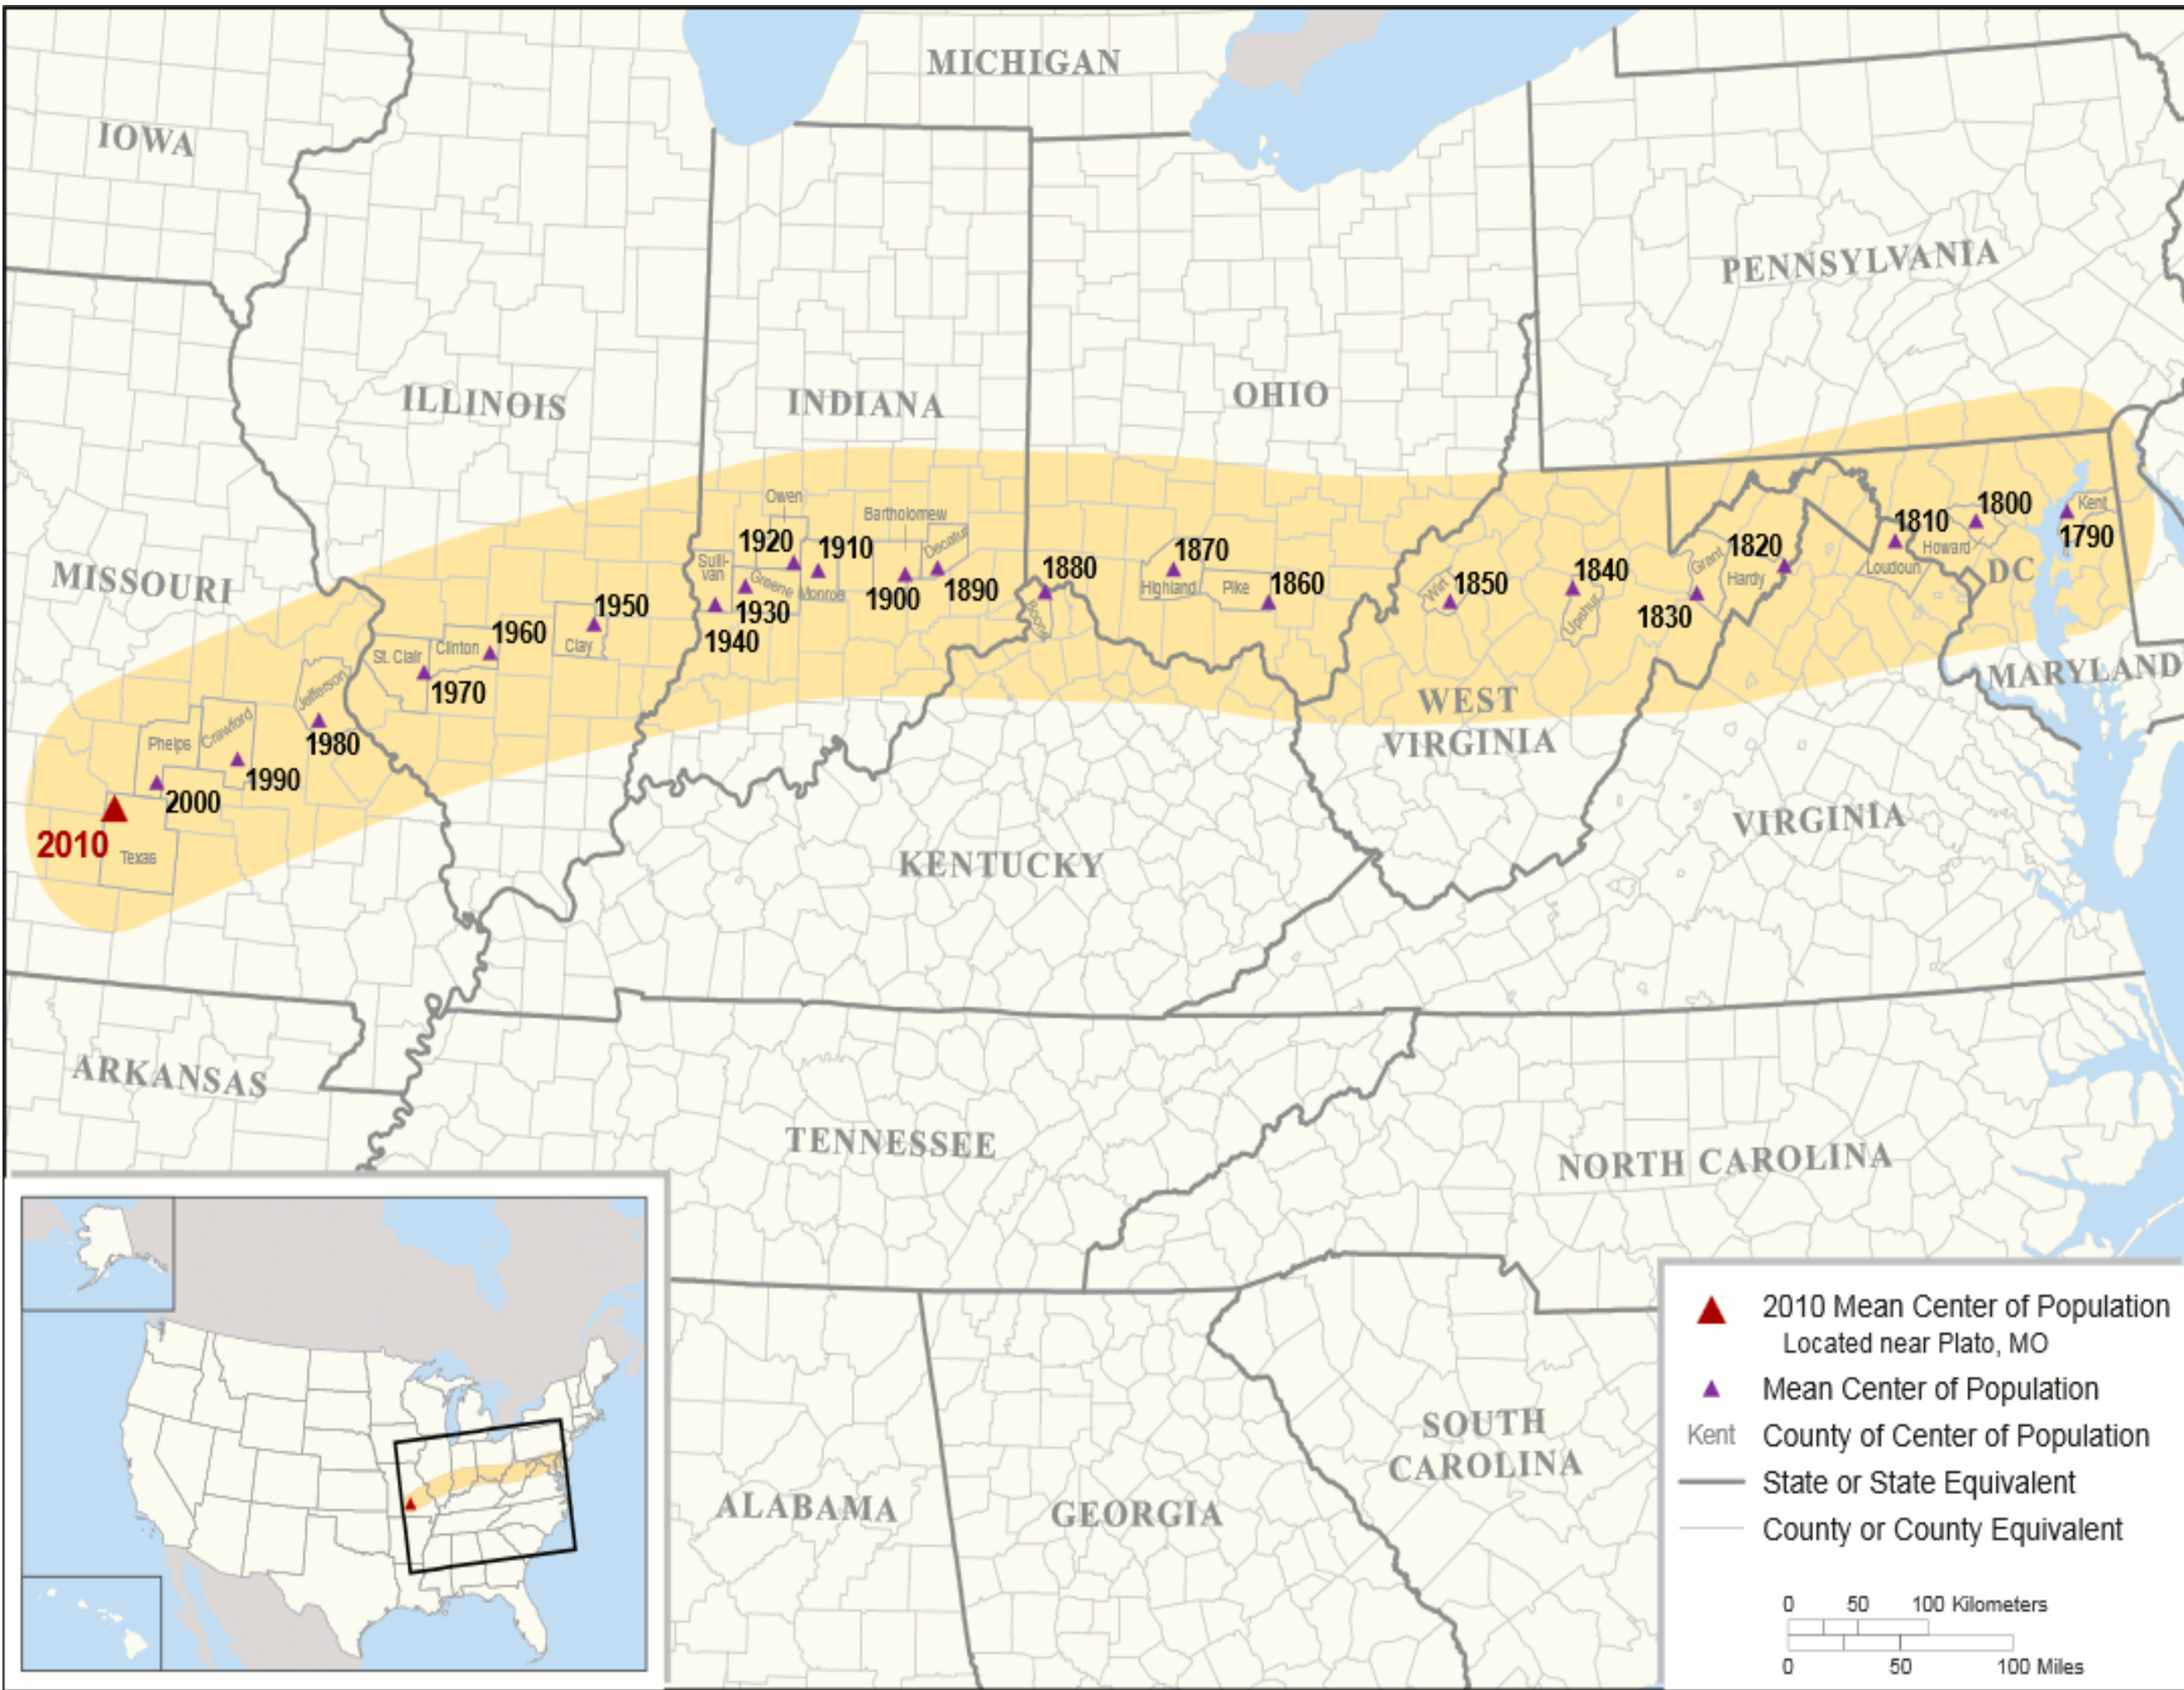 MICHIGAN
IOWA
PENNSYLVANIA
ILLINOIS
INDIANA
OHIO
Owen
Bartholomew
Kent
1800
1810
1790
1920
1910
Decatur
1870
1820
Howard
Sulli-
van
Greene
Monroe
1900
1890
1880
Highland
Pike
1860
Wirt
1850
1840
Upshur
Grant
Hardy
Loudoun
DC
MISSOURI
1930
1940
Boone
1830
1950
1960
Clinton
Clay
St. Clair
1970
MARYLAND
WEST
VIRGINIA
Jefferson
1980
Crawford
Phelps
1990
2000
2010
Texas
VIRGINIA
KENTUCKY
ARKANSAS
TENNESSEE
NORTH CAROLINA
SOUTH
CAROLINA
ALABAMA
GEORGIA
2010 Mean Center of Population
Located near Plato, MO
Mean Center of Population
Kent County of Center of Population
State or State Equivalent
County or County Equivalent
0 50 100 Kilometers
0 50 100 Miles